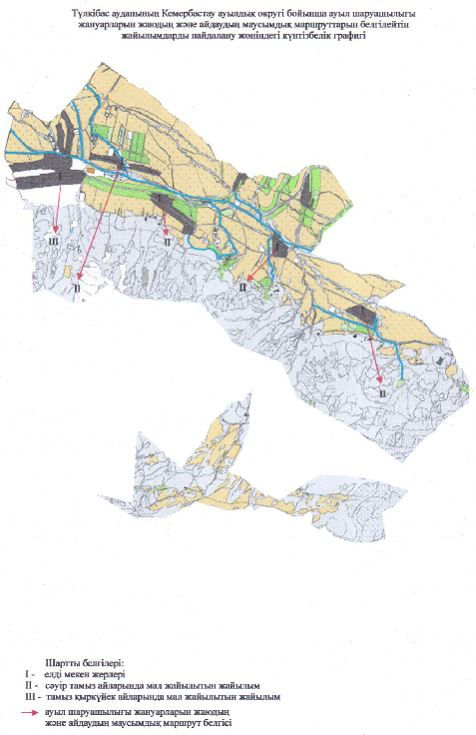 Түлкібас ауданының Кемербастау ауылдық округі бойынша ауыл шаруашылығы
жануарларын жаюдың және айдаудың маусымдық маршруттарын белгілейтін
жайылымдарды пайдалану жөніндегі күнтізбелік графигі
I
I
I
I
III
II
II
II
I
II
Шартты белгілері:
I - елді мекен жерлері
II - сәуір тамыз айларында мал жайылытын жайылым
III - тамыз қыркүйек айларында мал жайылытын жайылым
ауыл шаруашылығы жануарларын жаюдың
және айдаудың маусымдық маршрут белгісі